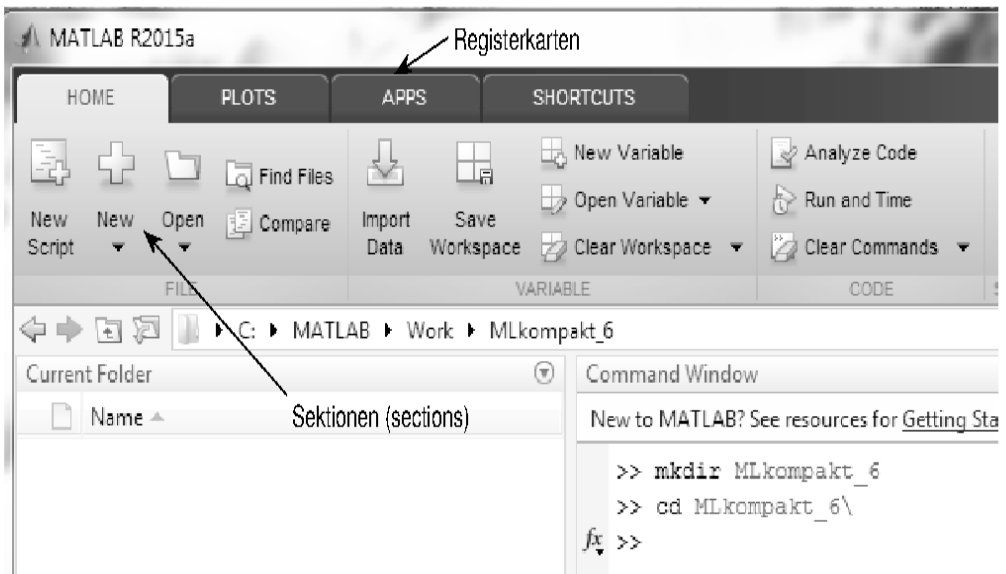 MATLAB R2015a
Registerkarten
HOME PLOTS APPS SHORTCUTS
New Script
New
Open
Find Files
Compare
FILE
Import Data
Save Workspace
New Variable
Open Variable
Clear Workspace
VARIABLE
Analyze Code
Run and Time
Clear Commands
CODE
C: MATLAB Work MLkompakt_6
Current Folder
Name
Sektionen (sections)
Command Window
New to MATLAB? See resources for Getting Sta
>> mkdir MLkompakt_6
>> cd MLkompakt_6\
fx >>